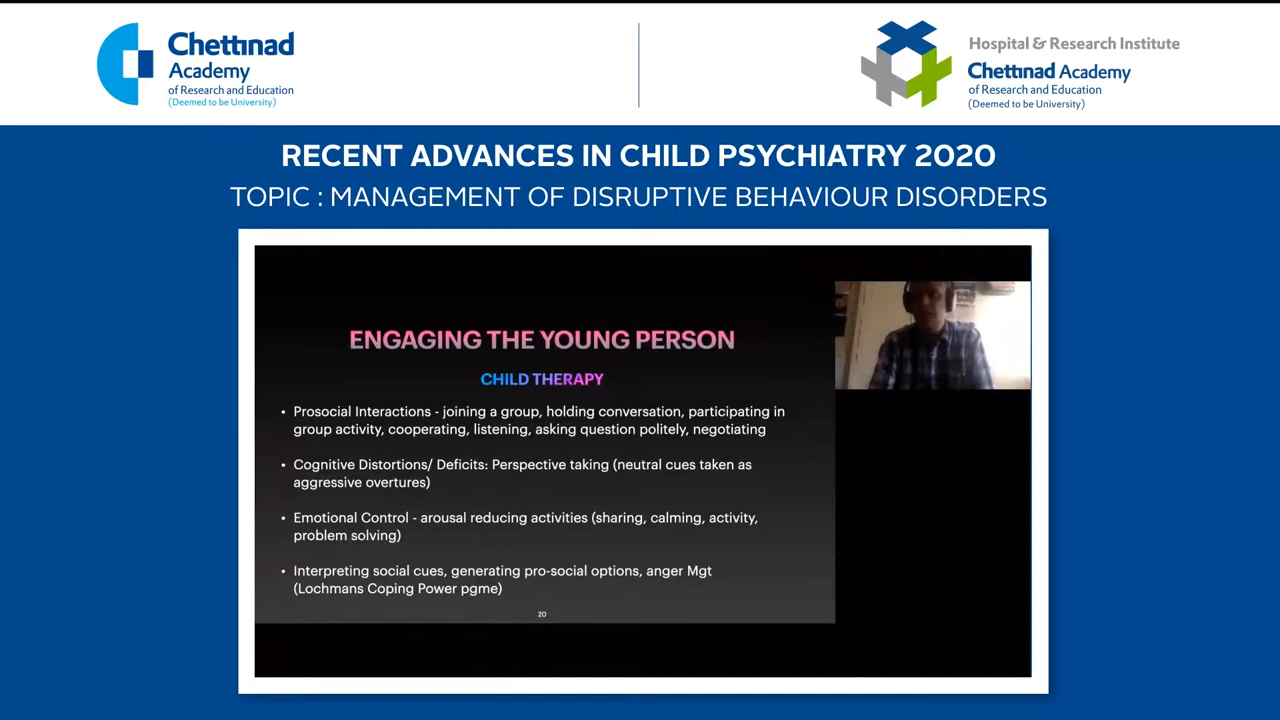 Chettinad
Academy
of Research and Education
(Deemed to be University)
Hospital & Research Institute
Chettinad Academy
of Research and Education
(Deemed to be University)
RECENT ADVANCES IN CHILD PSYCHIATRY 2020
TOPIC : MANAGEMENT OF DISRUPTIVE BEHAVIOUR DISORDERS
ENGAGING THE YOUNG PERSON
CHILD THERAPY
• Prosocial Interactions - joining a group, holding conversation, participating in
group activity, cooperating, listening, asking question politely, negotiating
• Cognitive Distortions/ Deficits: Perspective taking (neutral cues taken as
aggressive overtures)
• Emotional Control - arousal reducing activities (sharing, calming, activity,
problem solving)
• Interpreting social cues, generating pro-social options, anger Mgt
(Lochmans Coping Power pgme)
20